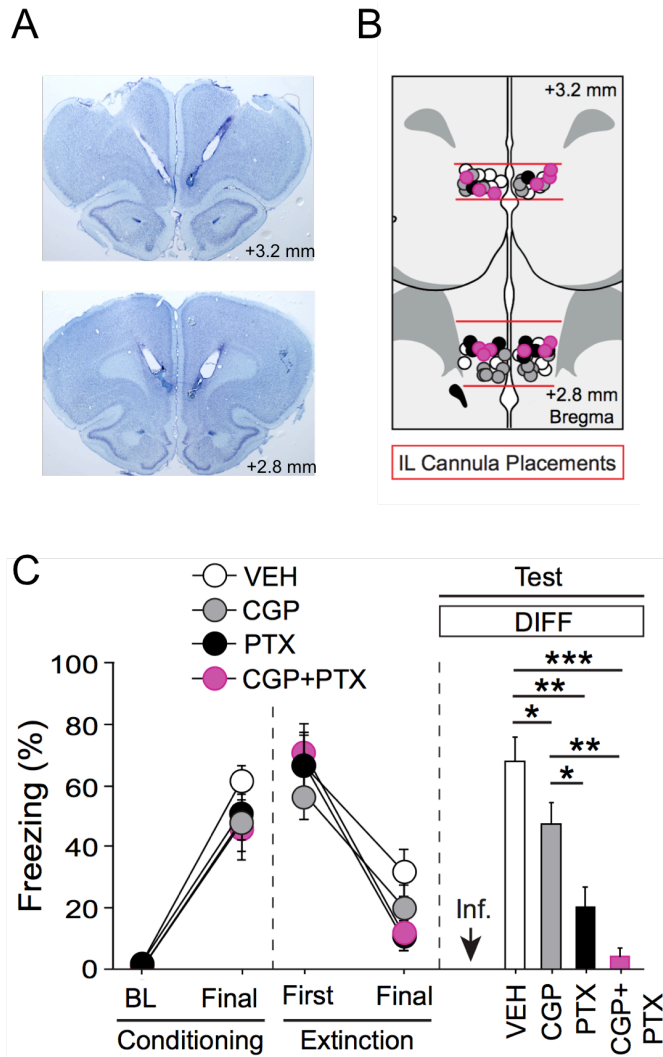 A
+3.2 mm
+2.8 mm
B
+3.2 mm
+2.8 mm
Bregma
IL Cannula Placements
C
VEH
CGP
PTX
CGP+PTX
Test
DIFF
***
**
*
**
*
Freezing (%)
100
80
60
40
20
0
Inf.
BL
Final
First
Final
Conditioning
Extinction
VEH
CGP
PTX
CGP+
PTX